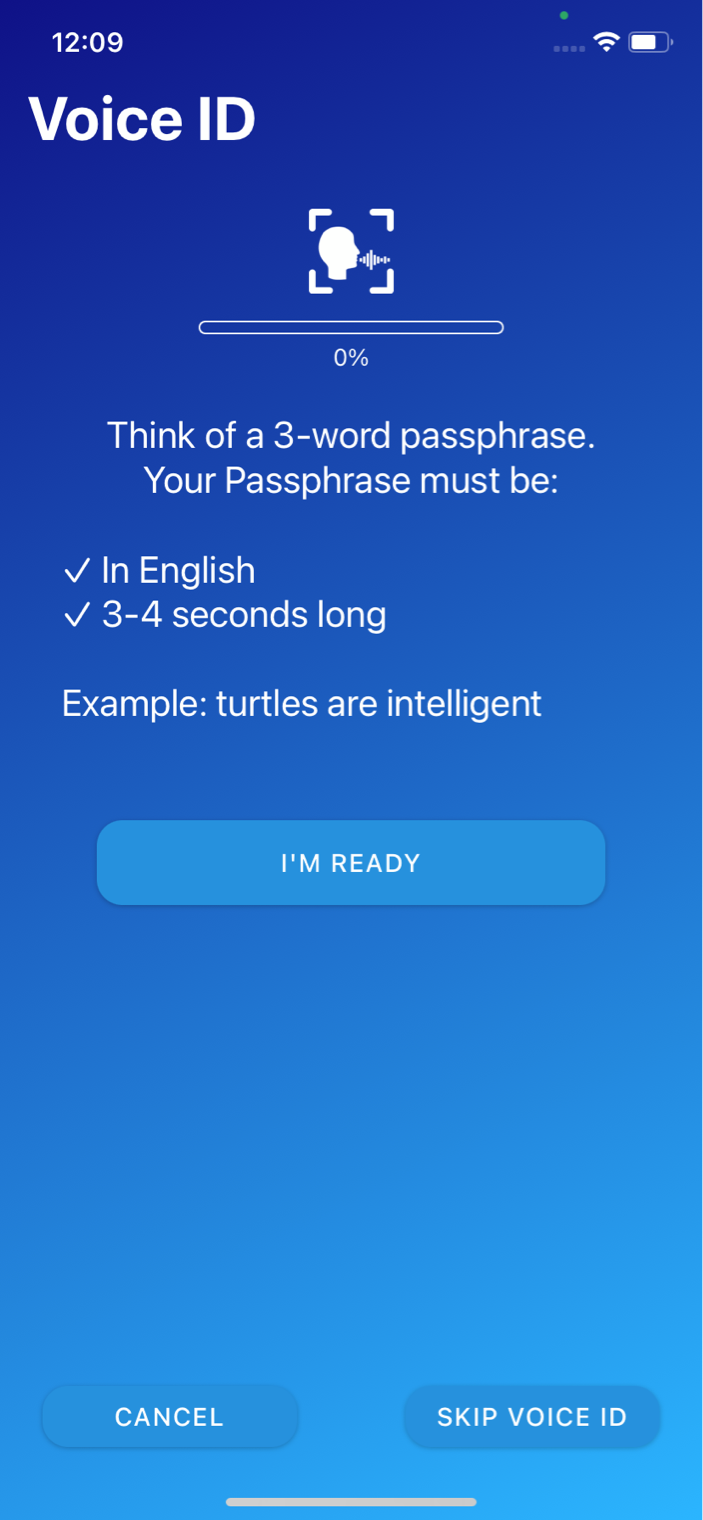 12:09
Voice ID
0%
Think of a 3-word passphrase.
Your Passphrase must be:
✓ In English
✓ 3-4 seconds long
Example: turtles are intelligent
I'M READY
CANCEL
SKIP VOICE ID